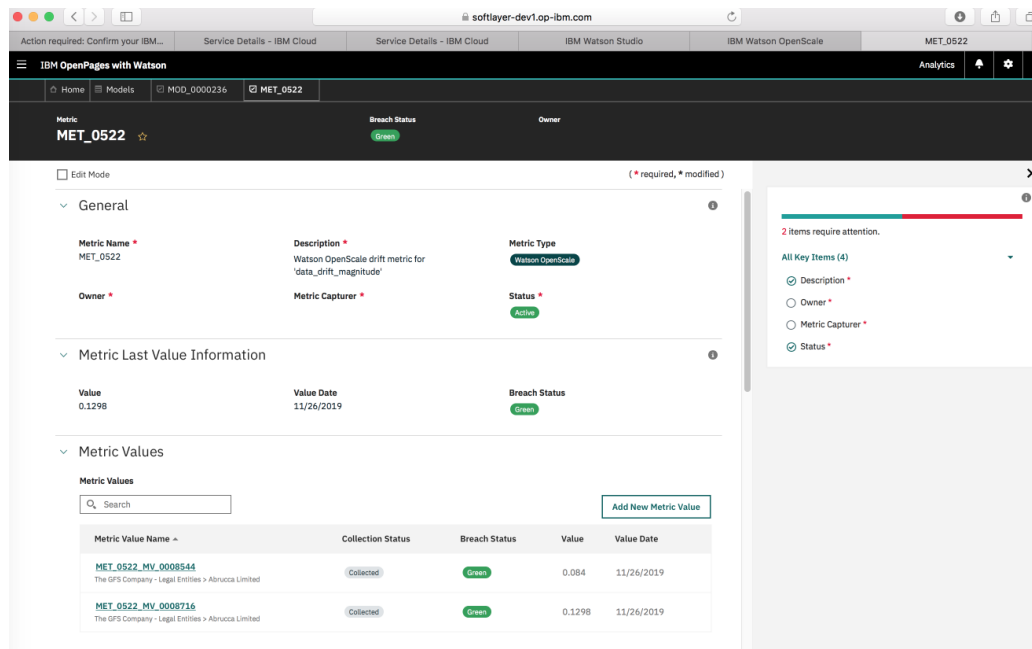 softlayer-dev1.op-ibm.com
Action required: Confirm your IBM...
Service Details - IBM Cloud
Service Details - IBM Cloud
IBM Watson Studio
IBM Watson OpenScale
MET_0522
IBM OpenPages with Watson
Analytics
Home
Models
MOD_0000236
MET_0522
Metric
MET_0522
Breach Status
Green
Owner
Edit Mode
( * required, * modified )
General
Metric Name *
MET_0522
Description *
Watson OpenScale drift metric for
'data_drift_magnitude'
Metric Type
Watson OpenScale
Owner *
Metric Capturer *
Status *
Active
Metric Last Value Information
Value
0.1298
Value Date
11/26/2019
Breach Status
Green
Metric Values
Metric Values
Search
Add New Metric Value
Metric Value Name Collection Status Breach Status Value Value Date
MET_0522_MV_0008544 Collected Green 0.084 11/26/2019
The GFS Company - Legal Entities > Abrucca Limited
MET_0522_MV_0008716 Collected Green 0.1298 11/26/2019
The GFS Company - Legal Entities > Abrucca Limited
2 items require attention.
All Key Items (4)
Description *
Owner *
Metric Capturer *
Status *